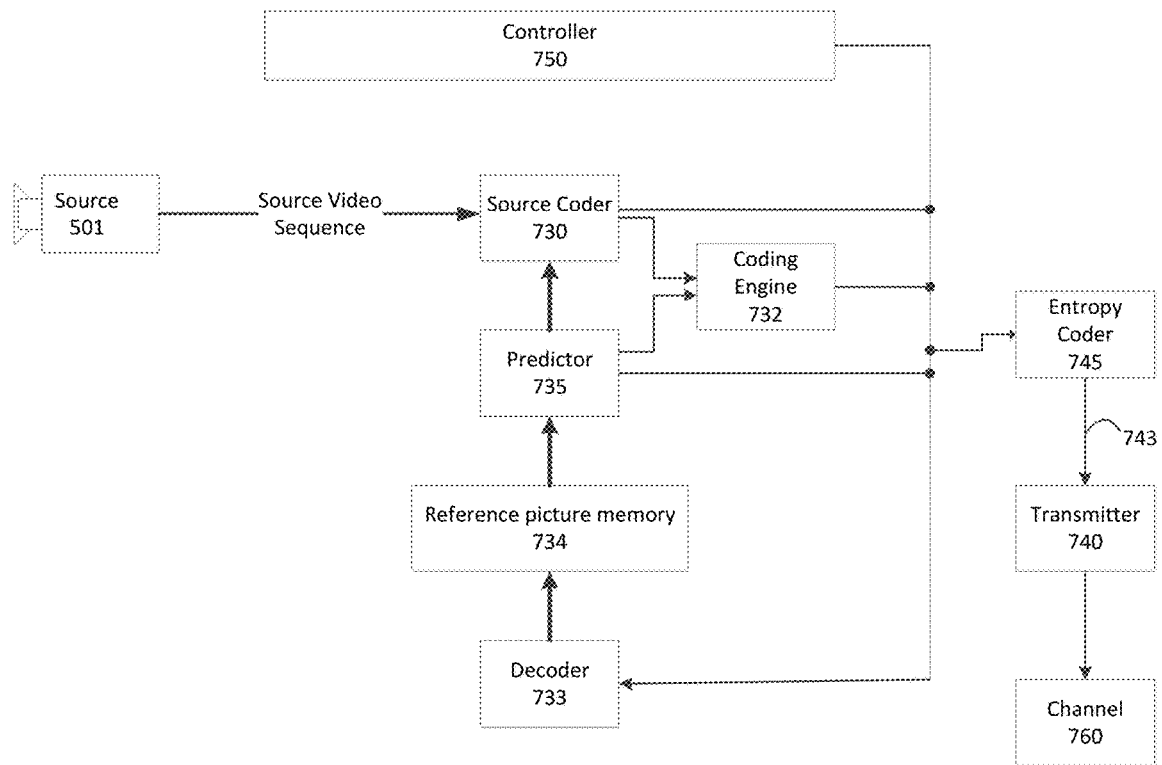 Controller
750
Source
501
Source Video
Sequence
Source Coder
730
Coding
Engine
732
Predictor
735
Entropy
Coder
745
743
Reference picture memory
734
Transmitter
740
Decoder
733
Channel
760